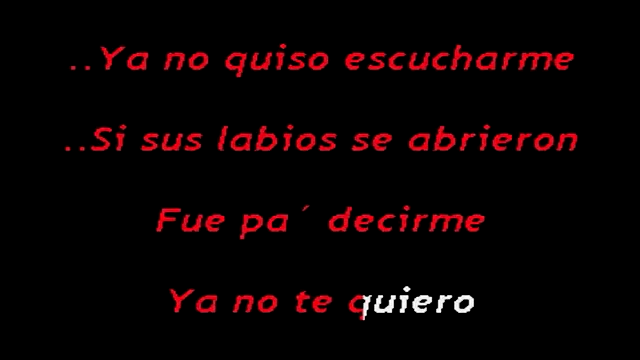 ..Ya no quiso escucharme
..Si sus labios se abrieron
Fue pa´ decirme
Ya no te quiero